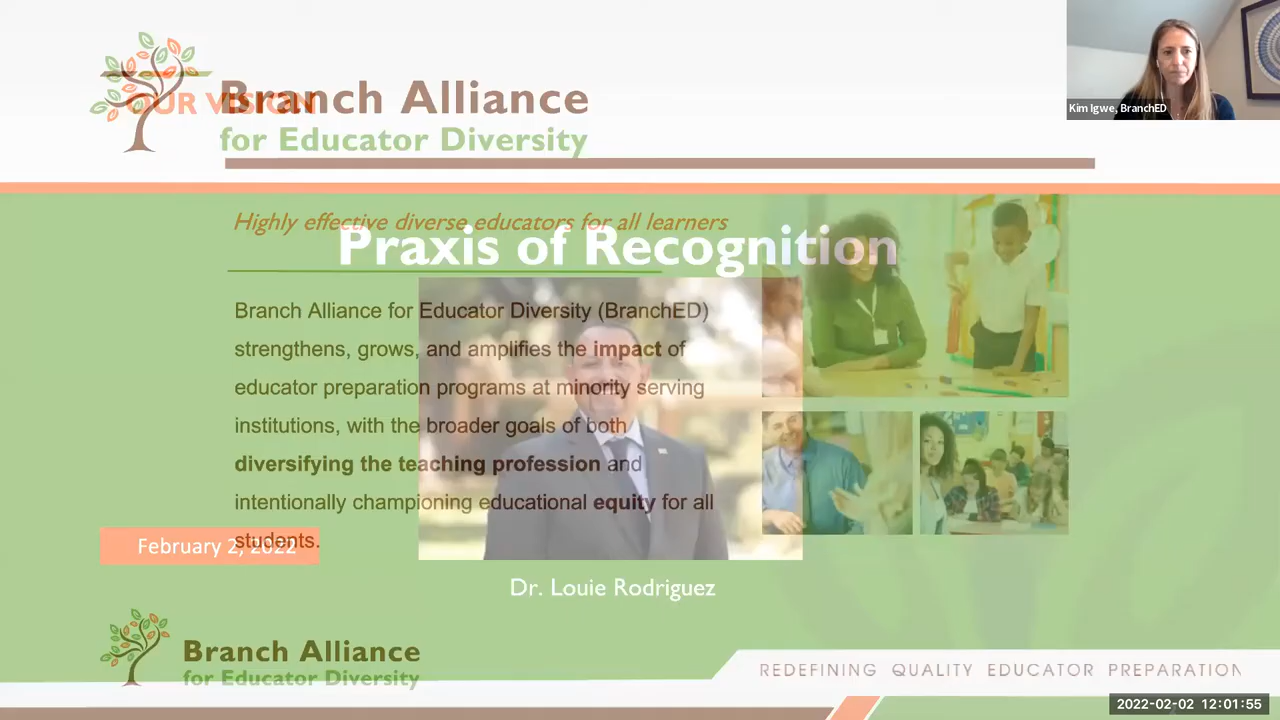 OUR VISION
Branch Alliance
for Educator Diversity
Kim Igwe, BranchED
Highly effective diverse educators for all learners
Praxis of Recognition
Branch Alliance for Educator Diversity (BranchED)
strengthens, grows, and amplifies the impact of
educator preparation programs at minority serving
institutions, with the broader goals of both
diversifying the teaching profession and
intentionally championing educational equity for all
students.
February 2, 2022
Dr. Louie Rodriguez
Branch Alliance
for Educator Diversity
REDEFINING QUALITY EDUCATOR PREPARATION
2022-02-02 12:01:55